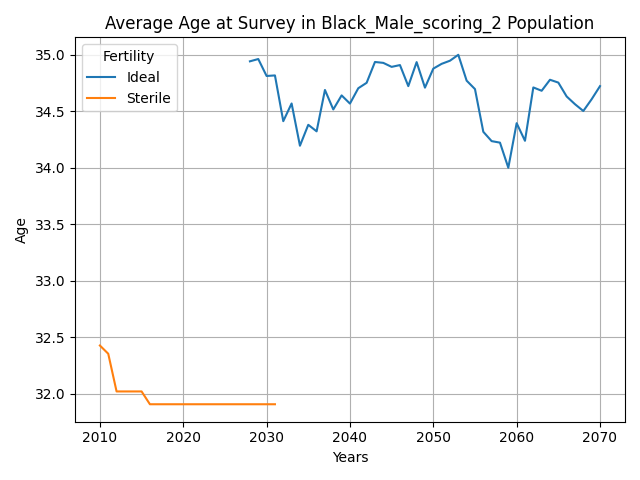 Average Age at Survey in Black_Male_scoring_2 Population
Fertility
Ideal
Sterile
35.0
34.5
34.0
33.5
33.0
32.5
32.0
Age
2010 2020 2030 2040 2050 2060 2070
Years